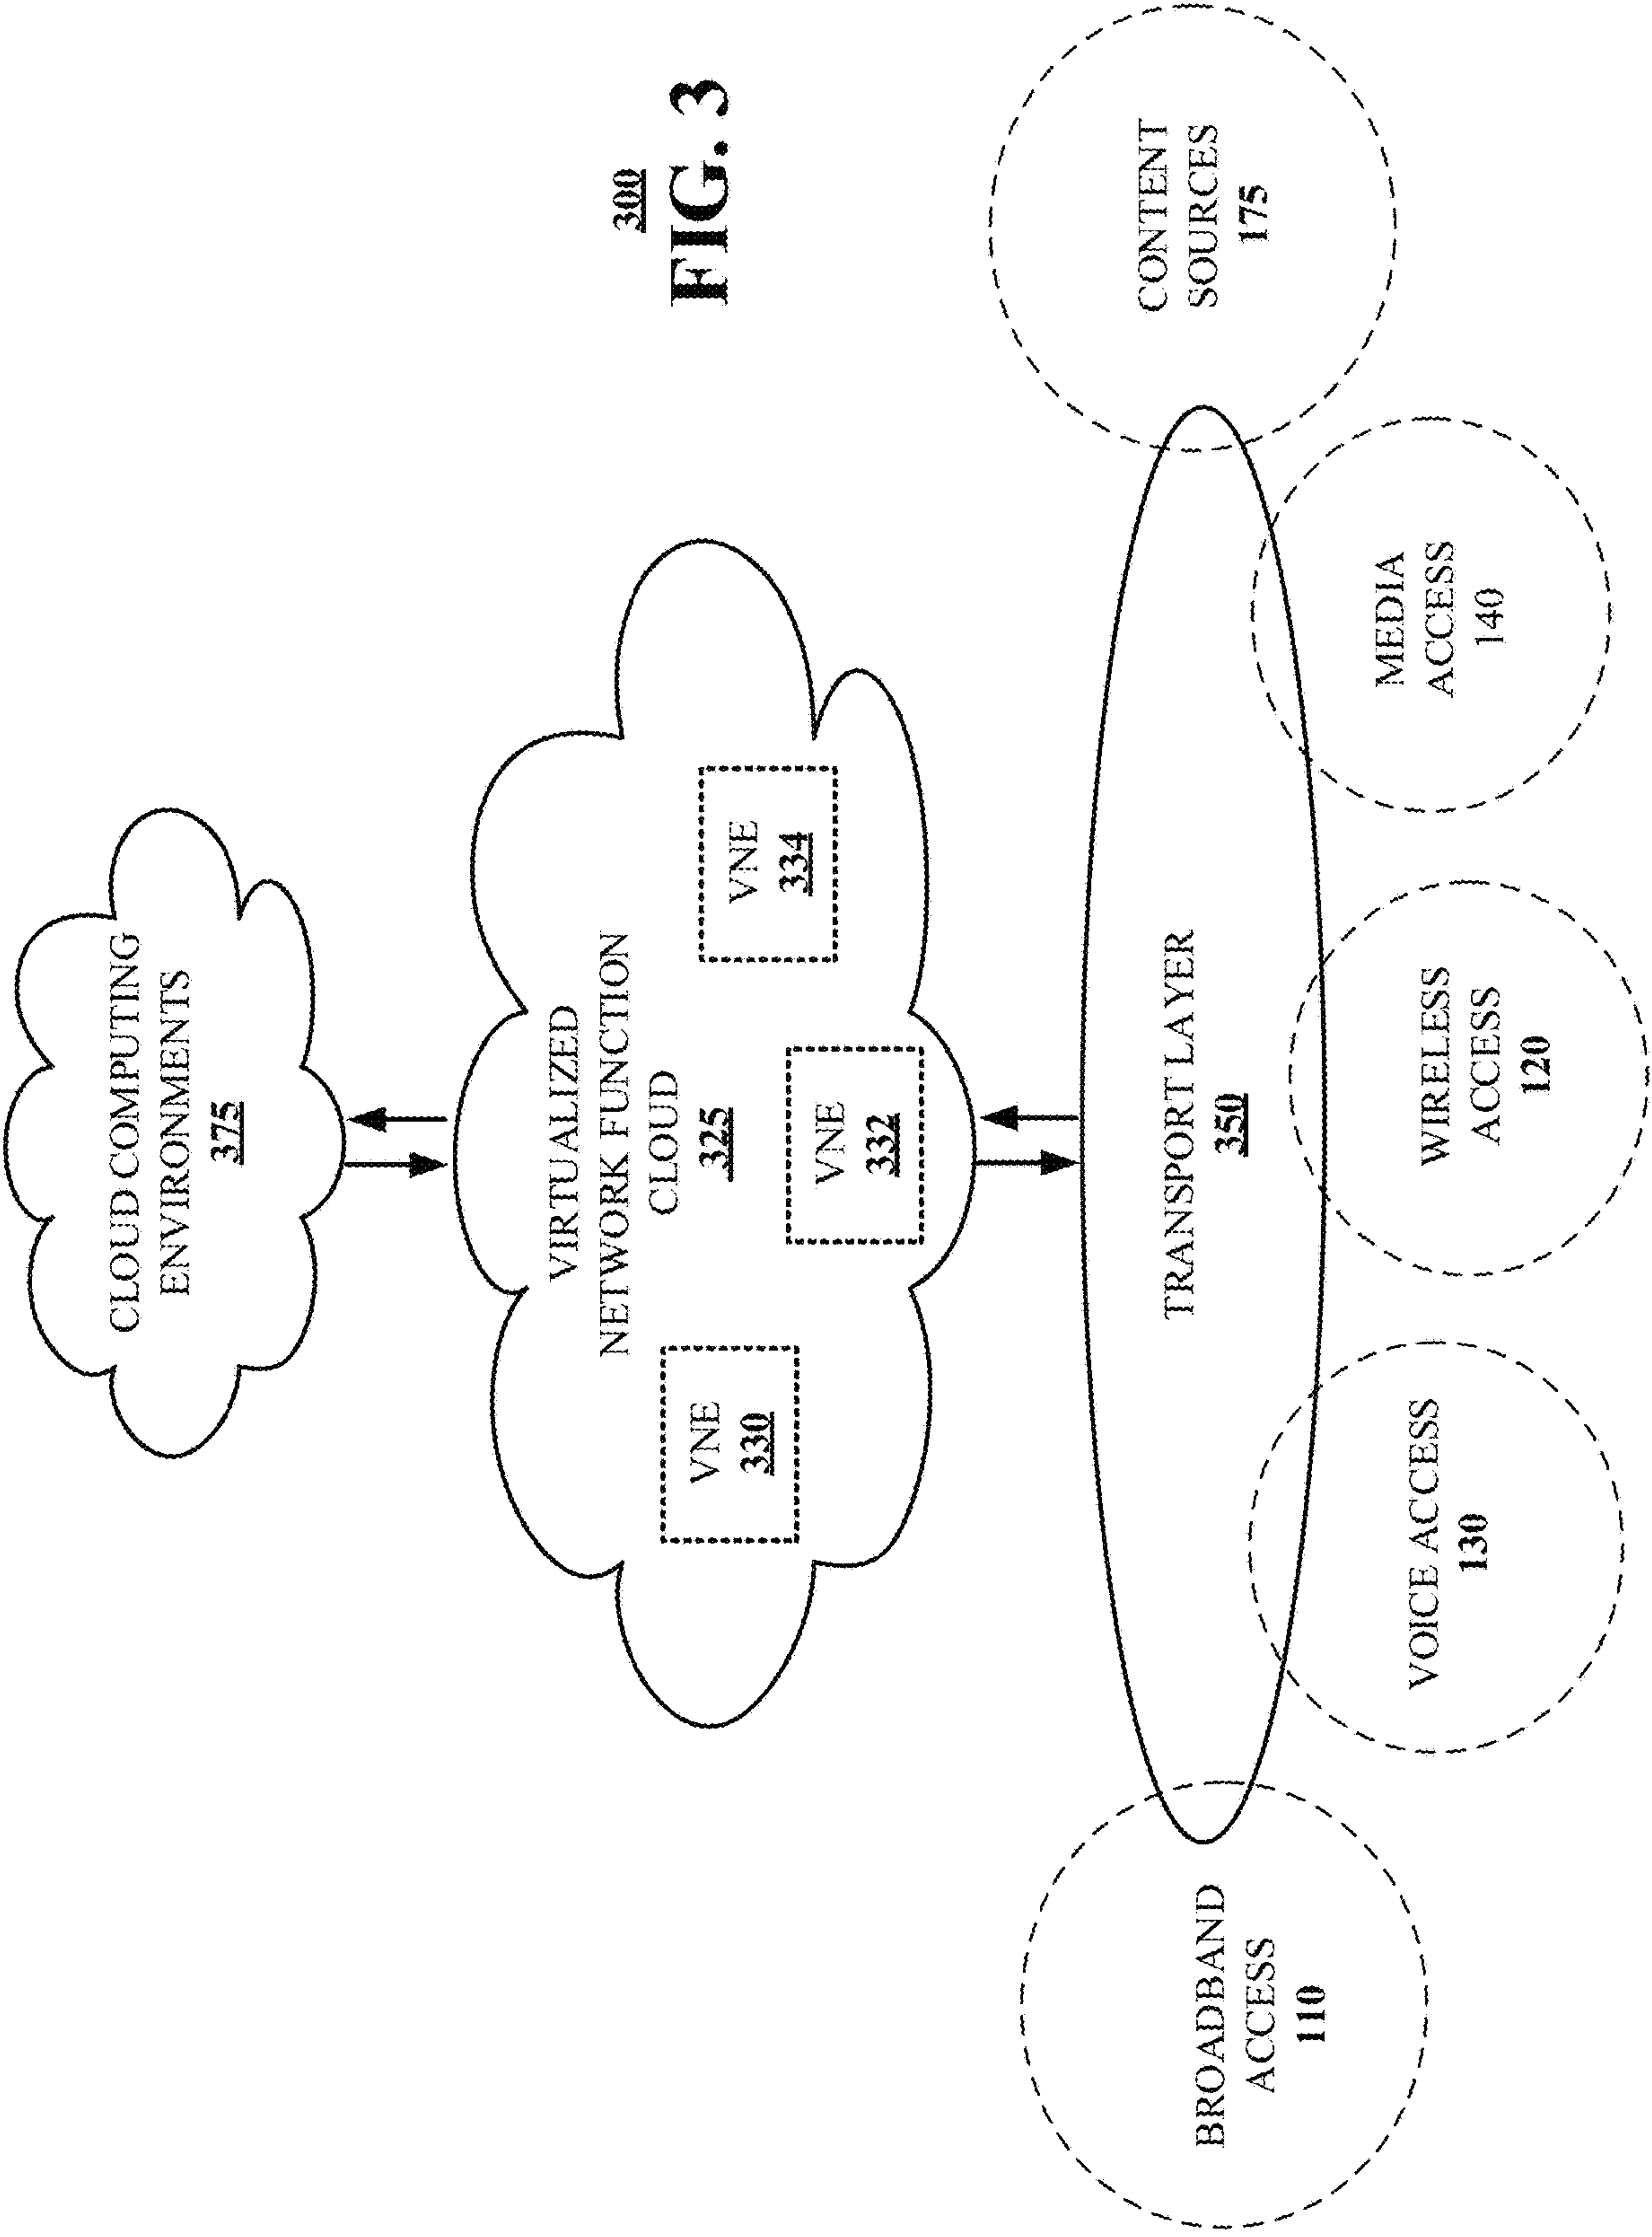 CLOUD COMPUTING
ENVIRONMENTS
375
VIRTUALIZED
NETWORK FUNCTION
CLOUD
325
VNE
330
VNE
332
VNE
334
300
FIG. 3
TRANSPORT LAYER
350
BROADBAND
ACCESS
110
VOICE ACCESS
130
WIRELESS
ACCESS
120
MEDIA
ACCESS
140
CONTENT
SOURCES
175